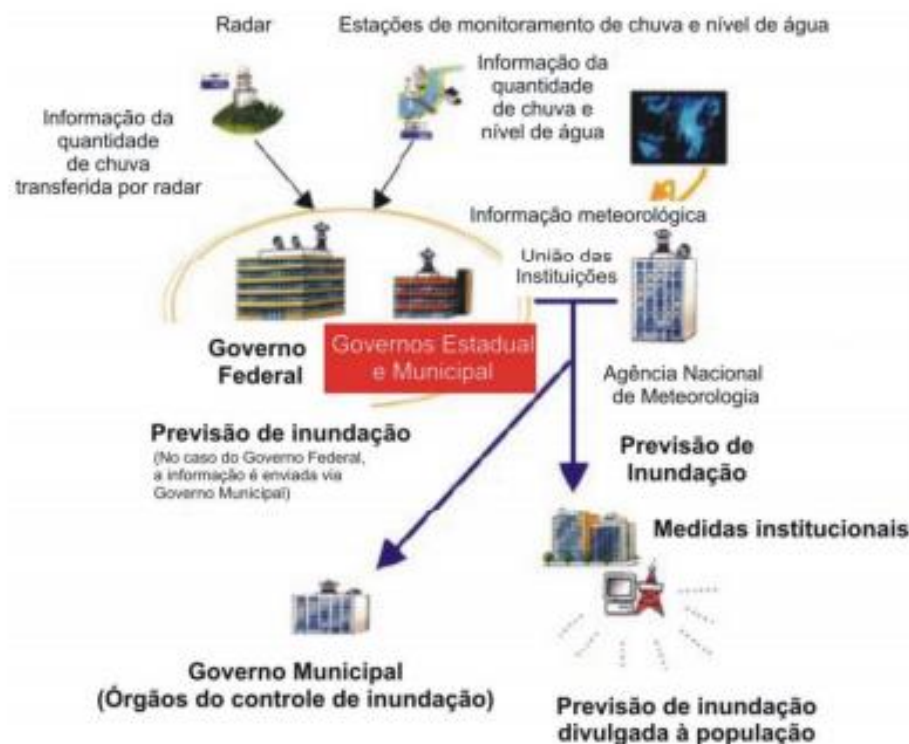 Radar
Estações de monitoramento de chuva e nível de água
Informação da
quantidade
de chuva
transferida por radar
Informação da
quantidade
de chuva e
nível de água
Informação meteorológica
União das
Instituições
Governo
Federal
Governos Estadual
e Municipal
Agência Nacional
de Meteorologia
Previsão de inundação
(No caso do Governo Federal,
a informação é enviada via
Governo Municipal)
Previsão de
Inundação
Medidas institucionais
Governo Municipal
(Órgãos do controle de inundação)
Previsão de inundação
divulgada à população